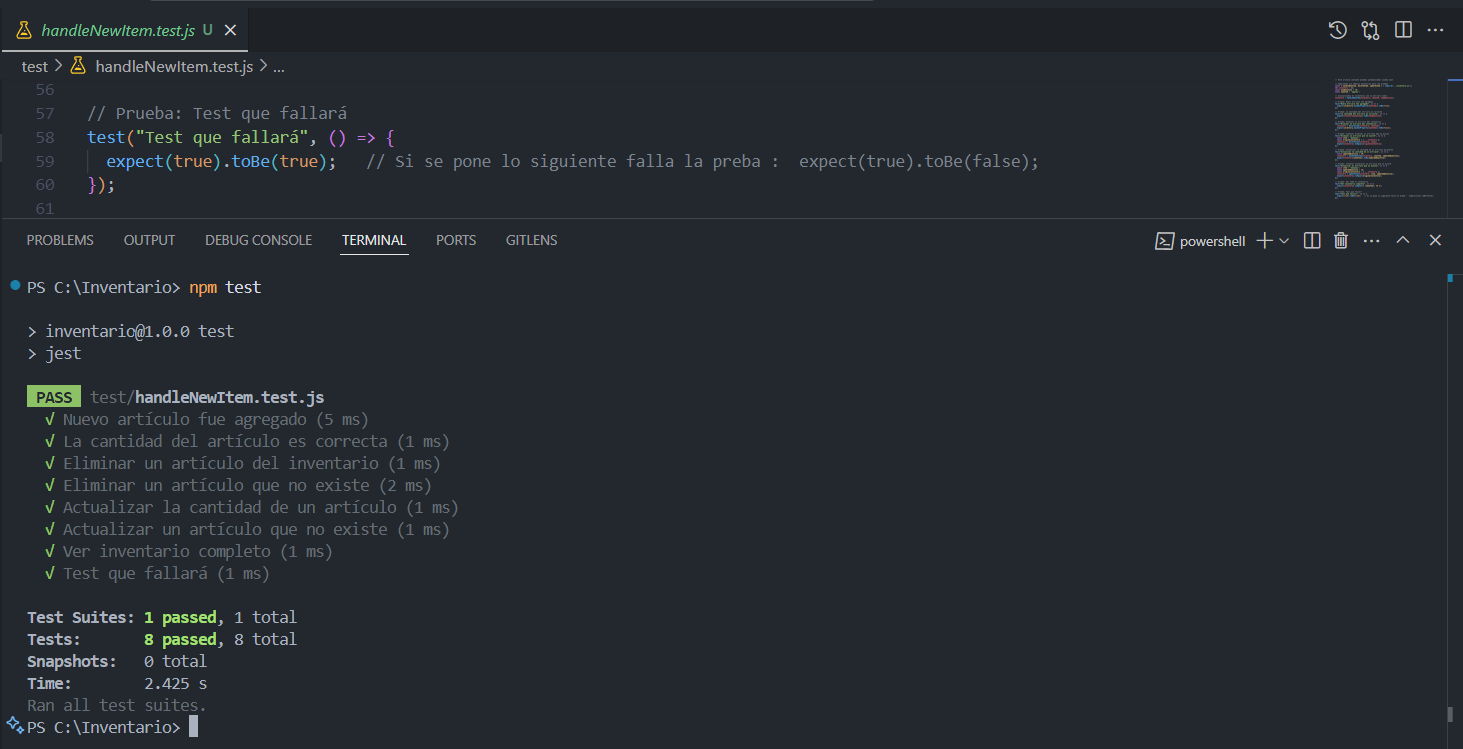 handleNewItem.test.js U
test > handleNewItem.test.js > ...
56
57 // Prueba: Test que fallará
58 test("Test que fallará", () => {
59 expect(true).toBe(true); // Si se pone lo siguiente falla la preba : expect(true).toBe(false);
60 });
61
PROBLEMS OUTPUT DEBUG CONSOLE TERMINAL PORTS GITLENS powershell
PS C:\Inventario> npm test
> inventario@1.0.0 test
> jest
PASS test/handleNewItem.test.js
√ Nuevo artículo fue agregado (5 ms)
√ La cantidad del artículo es correcta (1 ms)
√ Eliminar un artículo del inventario (1 ms)
√ Eliminar un artículo que no existe (2 ms)
√ Actualizar la cantidad de un artículo (1 ms)
√ Actualizar un artículo que no existe (1 ms)
√ Ver inventario completo (1 ms)
√ Test que fallará (1 ms)
Test Suites: 1 passed, 1 total
Tests: 8 passed, 8 total
Snapshots: 0 total
Time: 2.425 s
Ran all test suites.
PS C:\Inventario>